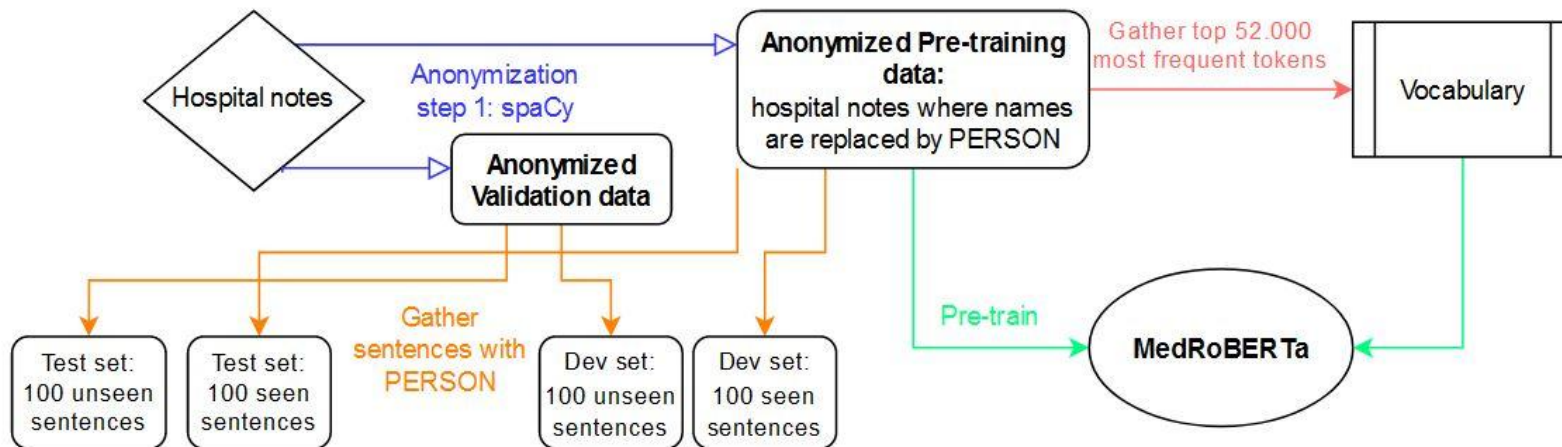 Hospital notes
Anonymization
step 1: spaCy
Anonymized Pre-training
data:
hospital notes where names
are replaced by PERSON
Gather top 52.000
most frequent tokens
Vocabulary
Anonymized
Validation data
Gather
sentences with
PERSON
Pre-train
MedRoBERTa
Test set:
100 unseen
sentences
Test set:
100 seen
sentences
Dev set:
100 unseen
sentences
Dev set:
100 seen
sentences